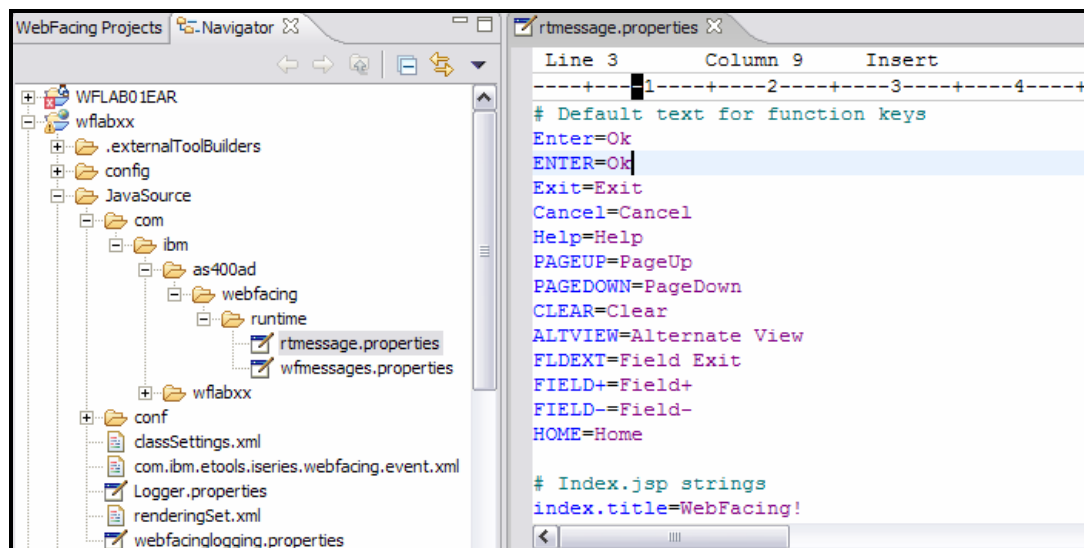 WebFacing Projects Navigator
WFLAB01EAR
wflabxx
.externalToolBuilders
config
JavaSource
com
ibm
as400ad
webfacing
runtime
rtmessage.properties
wfmessages.properties
wflabxx
conf
classSettings.xml
com.ibm.etools.iseries.webfacing.event.xml
Logger.properties
renderingSet.xml
webfacinglogging.properties
rtmessage.properties
Line 3 Column 9 Insert
----+----1----+----2----+----3----+----4----+
# Default text for function keys
Enter=Ok
ENTER=Ok
Exit=Exit
Cancel=Cancel
Help=Help
PAGEUP=PageUp
PAGEDOWN=PageDown
CLEAR=Clear
ALTVIEW=Alternate View
FLDEXT=Field Exit
FIELD+=Field+
FIELD-=Field-
HOME=Home
# Index.jsp strings
index.title=WebFacing!